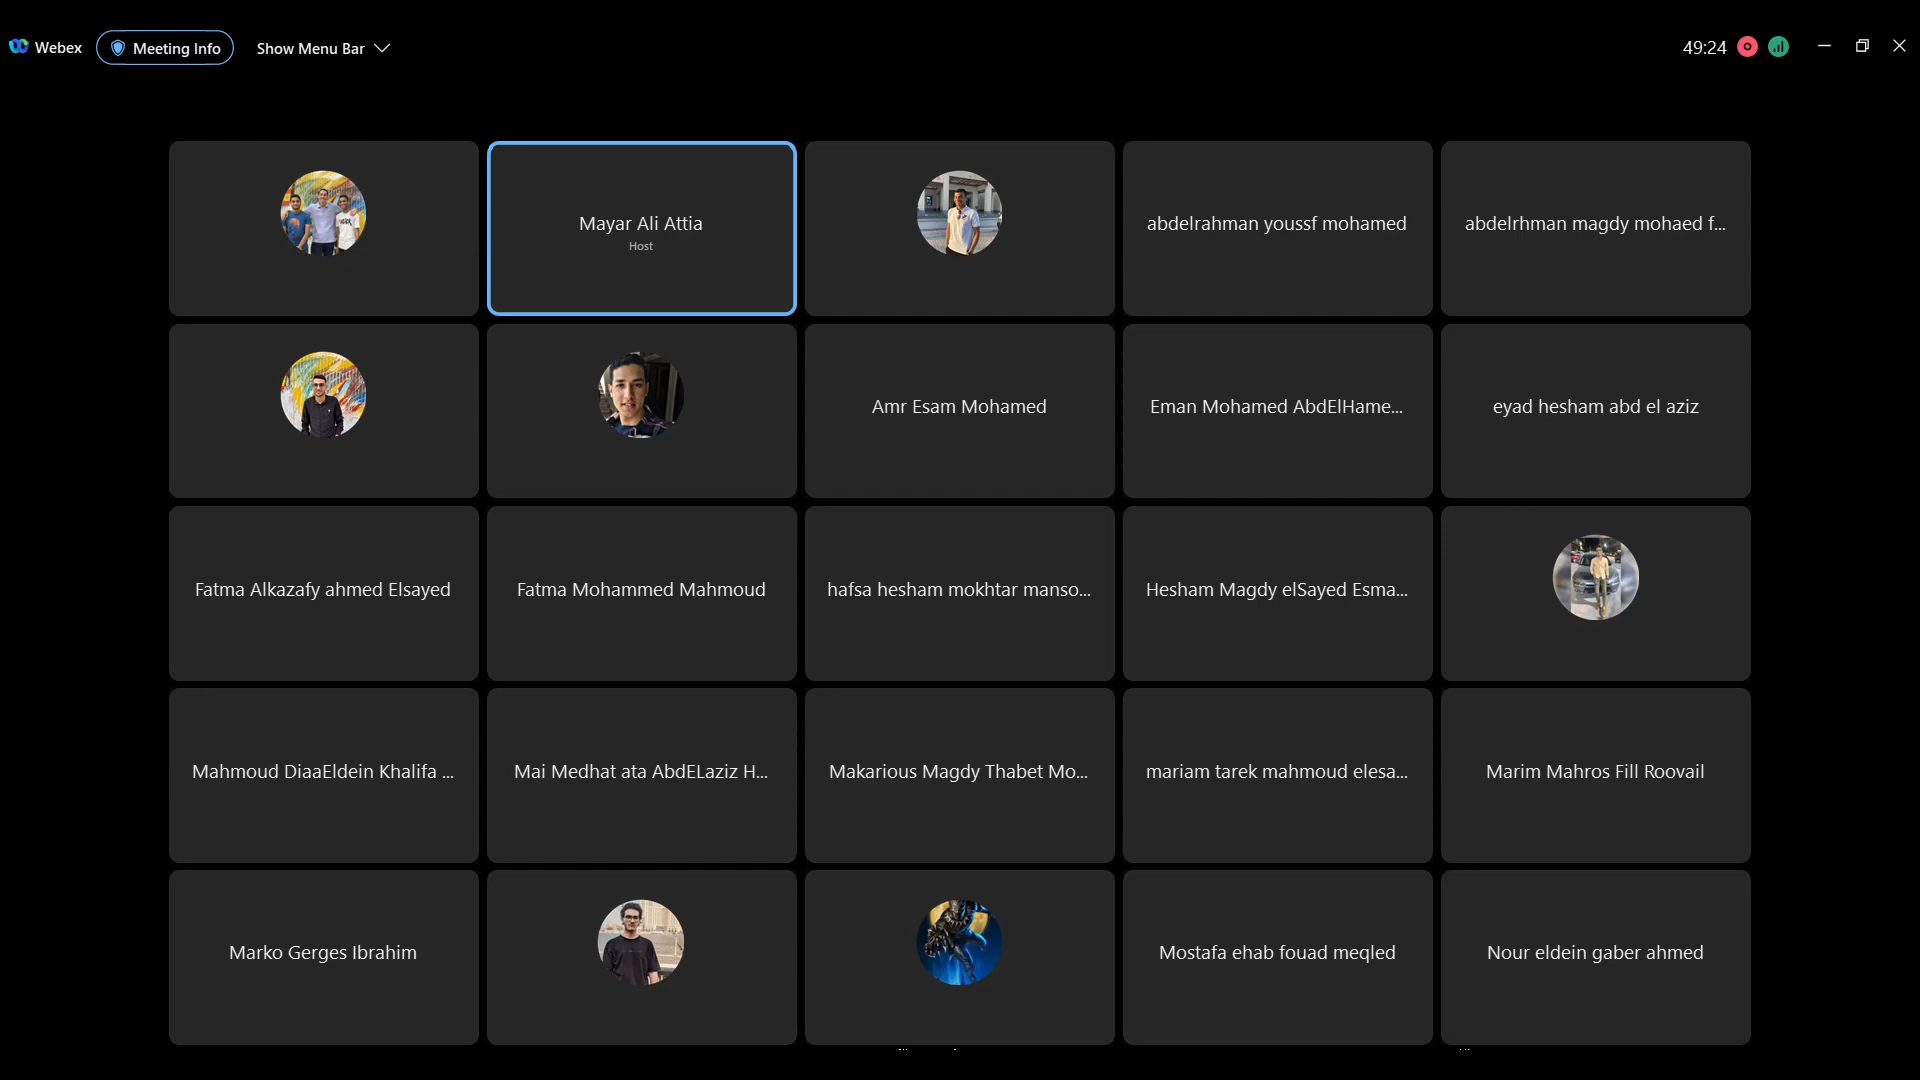 Webex
Meeting Info
Show Menu Bar
49:24
Mayar Ali Attia
Host
abdelrahman youssf mohamed
abdelrhman magdy mohaed f...
Amr Esam Mohamed
Eman Mohamed AbdElHame...
eyad hesham abd el aziz
Fatma Alkazafy ahmed Elsayed
Fatma Mohammed Mahmoud
hafsa hesham mokhtar manso...
Hesham Magdy elSayed Esma...
Mahmoud DiaaEldein Khalifa ...
Mai Medhat ata AbdELaziz H...
Makarious Magdy Thabet Mo...
mariam tarek mahmoud elesa...
Marim Mahros Fill Roovail
Marko Gerges Ibrahim
Mostafa ehab fouad meqled
Nour eldein gaber ahmed